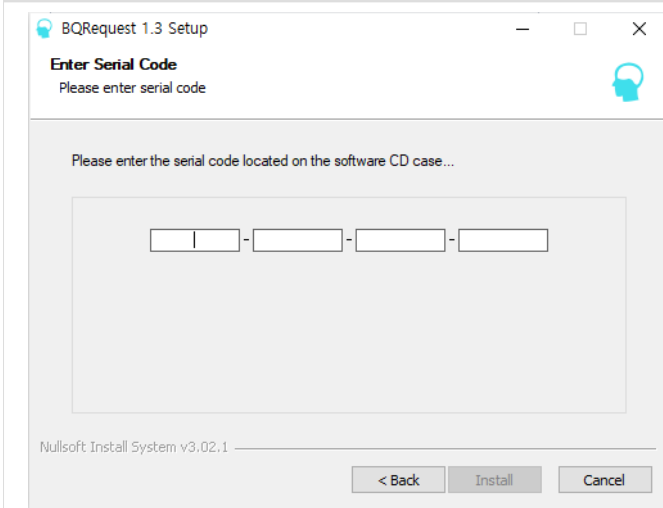 BQRequest 1.3 Setup
Enter Serial Code
Please enter serial code
Please enter the serial code located on the software CD case...
- - -
Nullsoft Install System v3.02.1
< Back Install Cancel